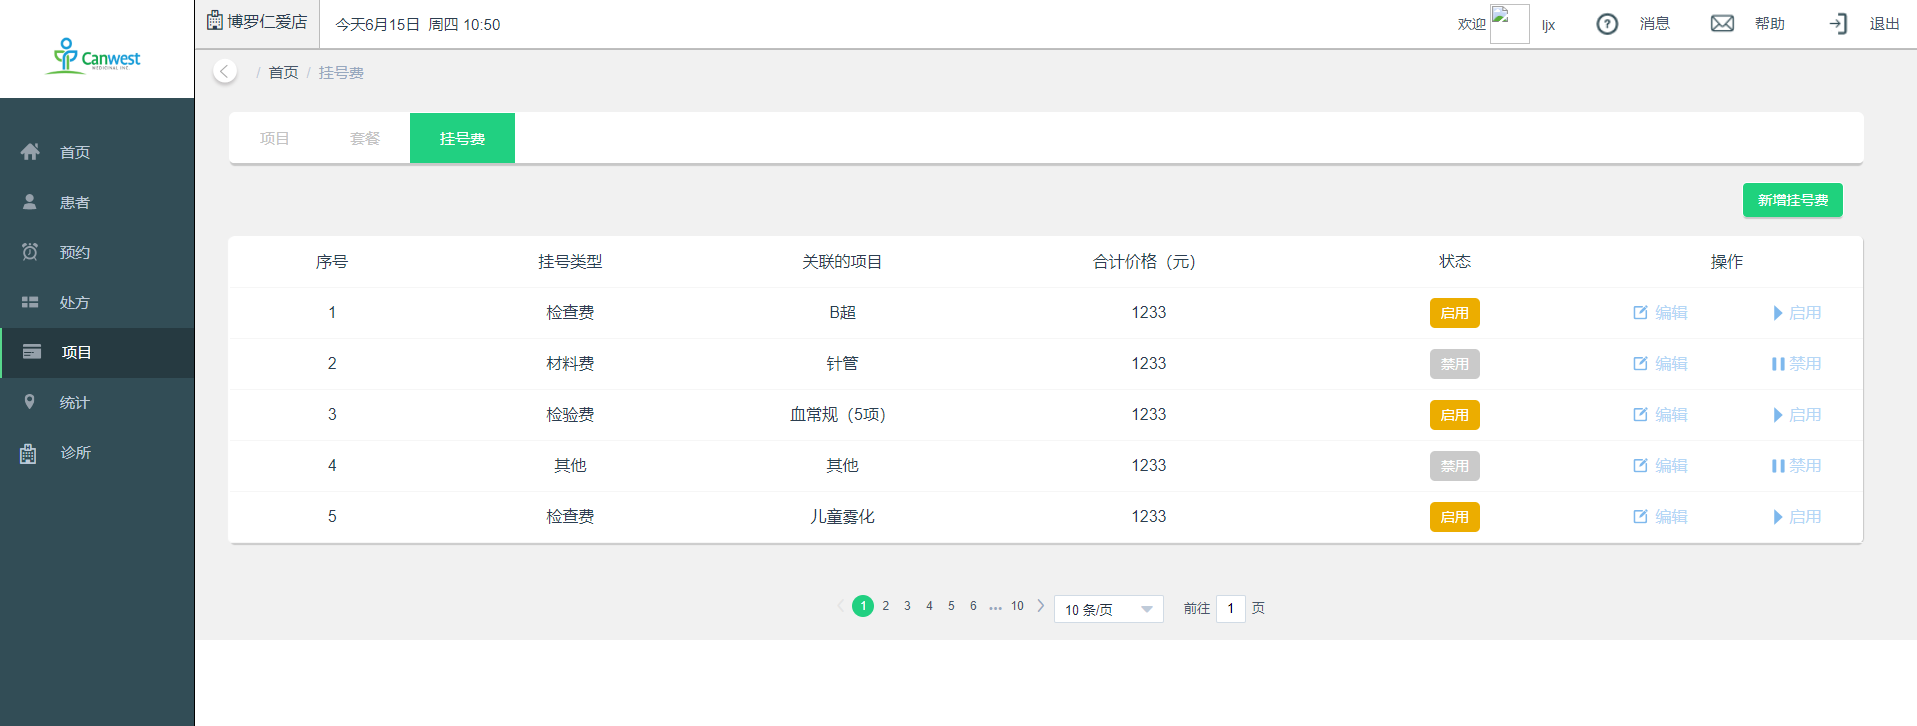 Canwest
MEDICINAL INC.
博罗仁爱店
今天6月15日 周四 10:50
欢迎 ljx 消息 帮助 退出
首页
患者
预约
处方
项目
统计
诊所
/ 首页 / 挂号费
项目 套餐 挂号费
新增挂号费
序号 挂号类型 关联的项目 合计价格（元） 状态 操作
1 检查费 B超 1233 启用 编辑 启用
2 材料费 针管 1233 禁用 编辑 禁用
3 检验费 血常规（5项） 1233 启用 编辑 启用
4 其他 其他 1233 禁用 编辑 禁用
5 检查费 儿童雾化 1233 启用 编辑 启用
1 2 3 4 5 6 ... 10 10 条/页 前往 1 页